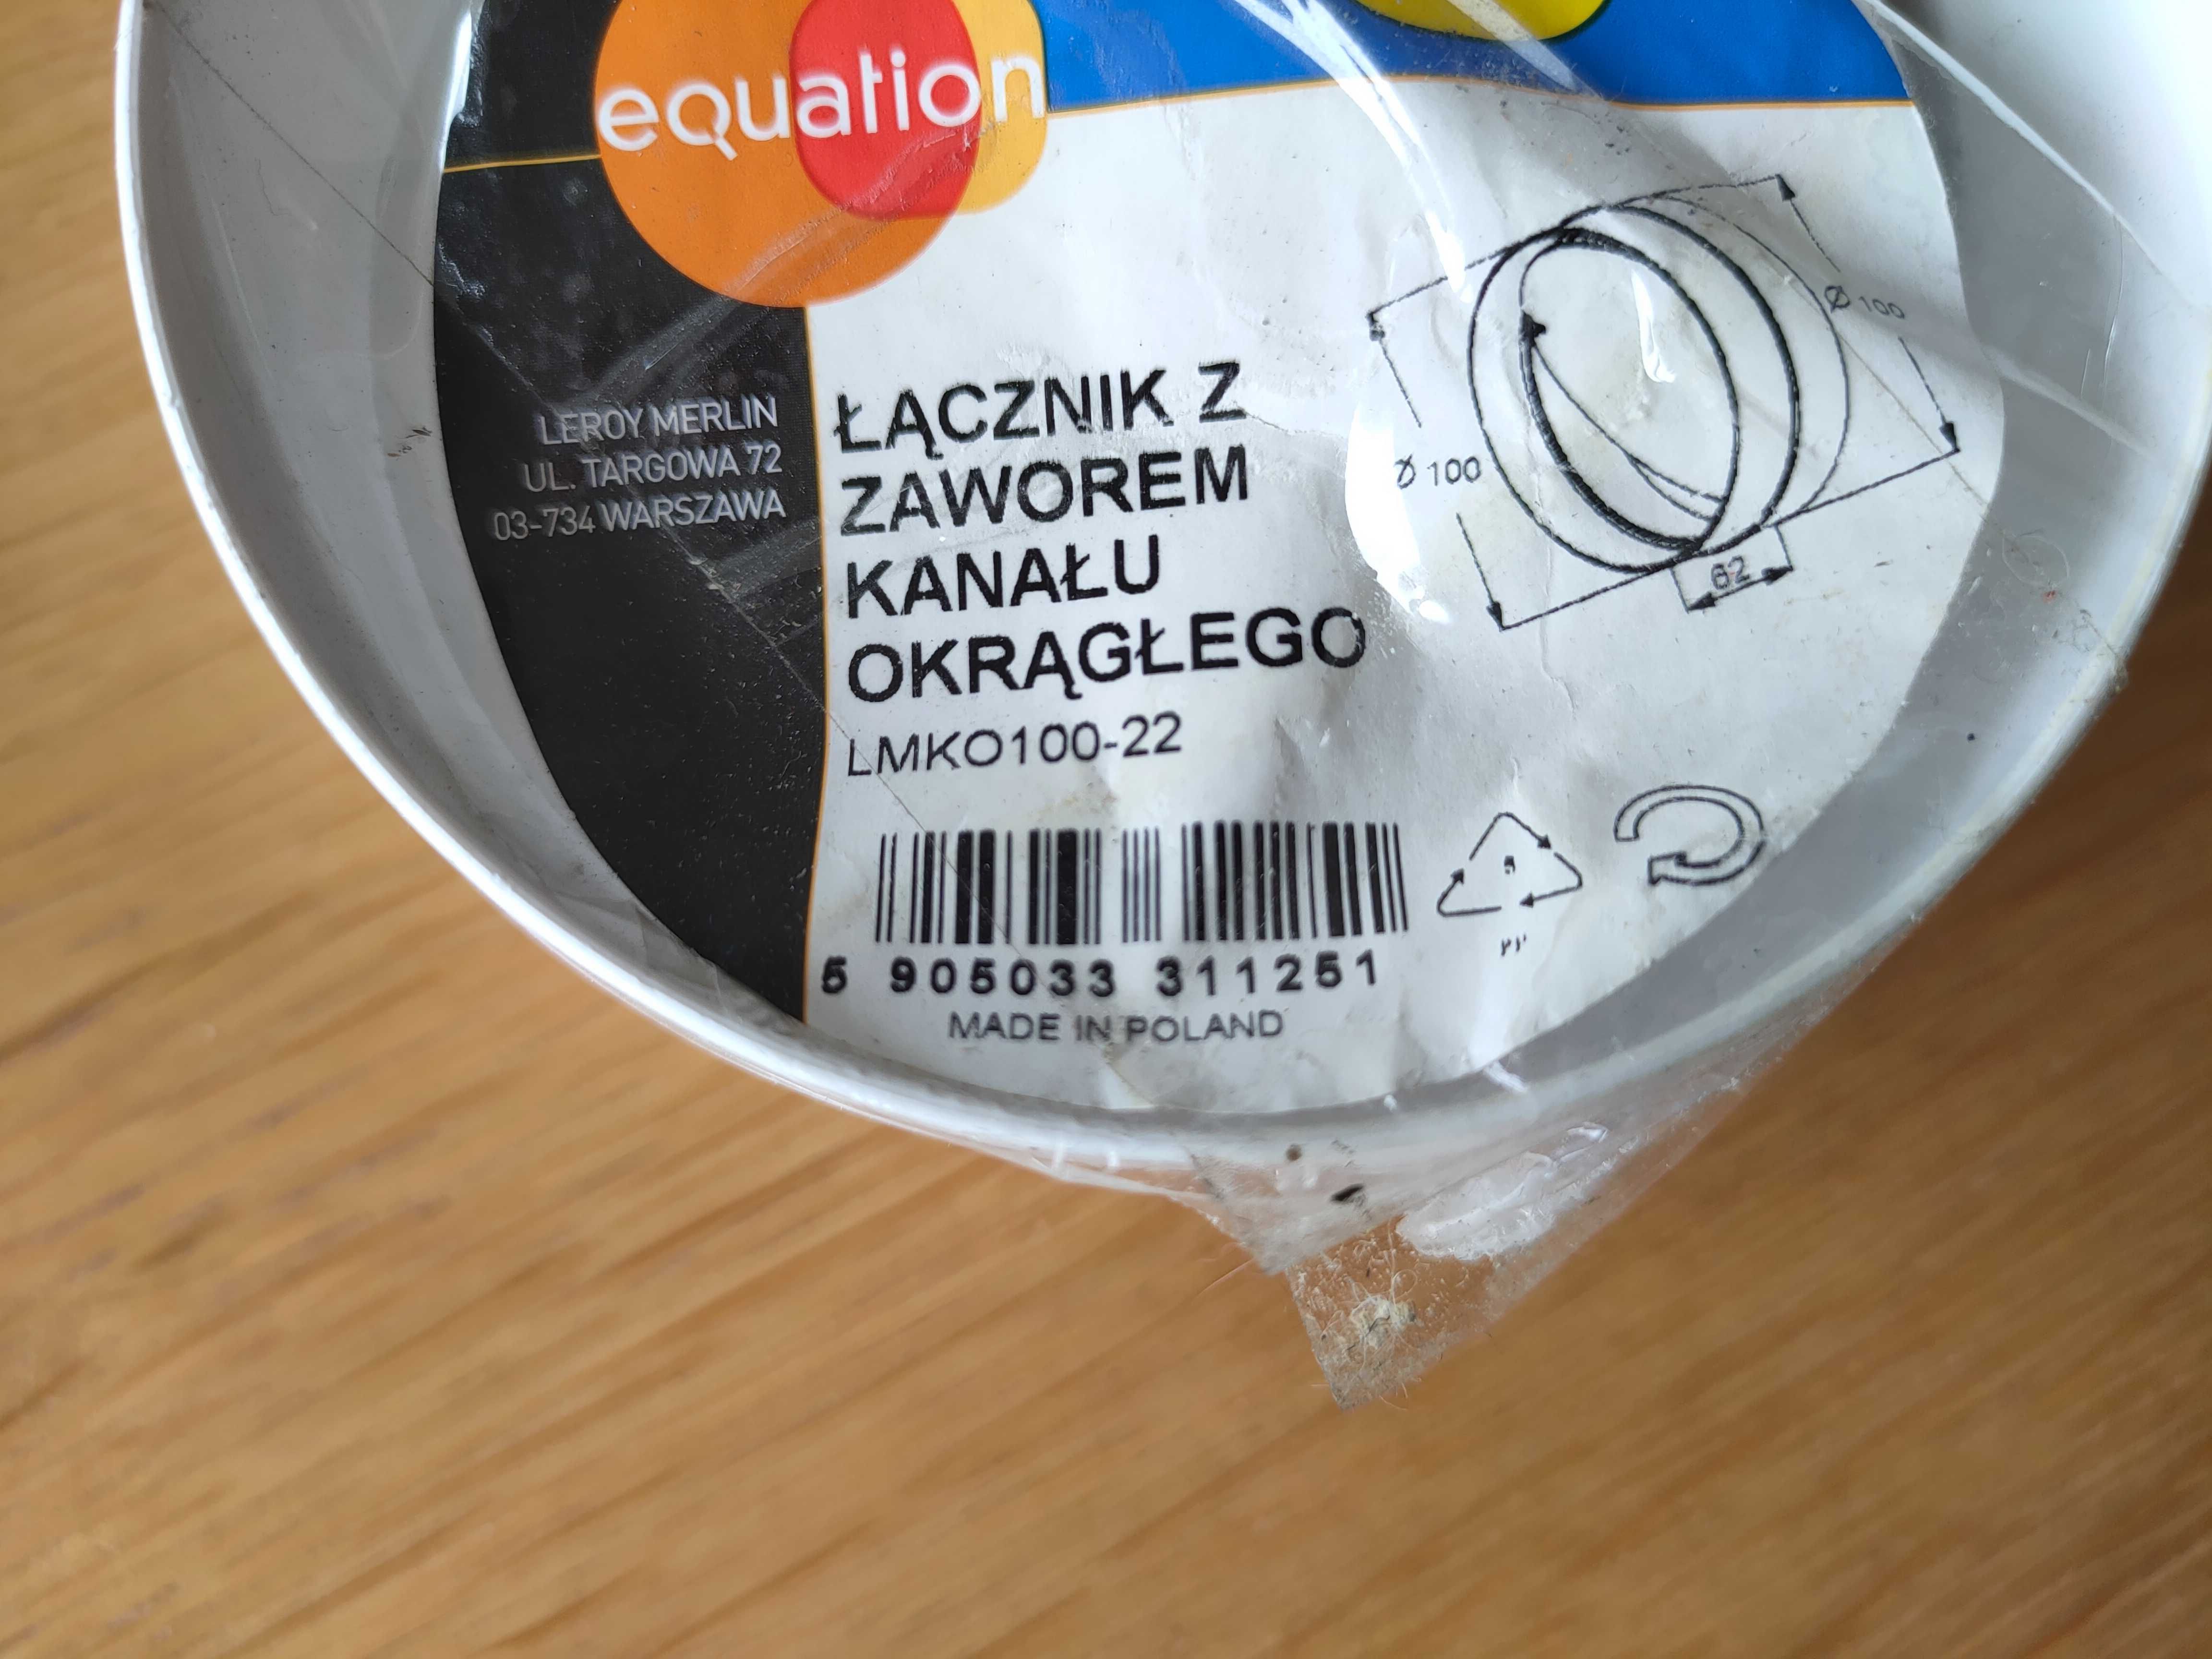 equation
LEROY MERLIN
UL. TARGOWA 72
03-734 WARSZAWA
ŁĄCZNIK Z
ZAWOREM
KANAŁU
OKRĄGŁEGO
LMKO100-22
Ø 100
Ø 100
62
5 905033 311251
MADE IN POLAND